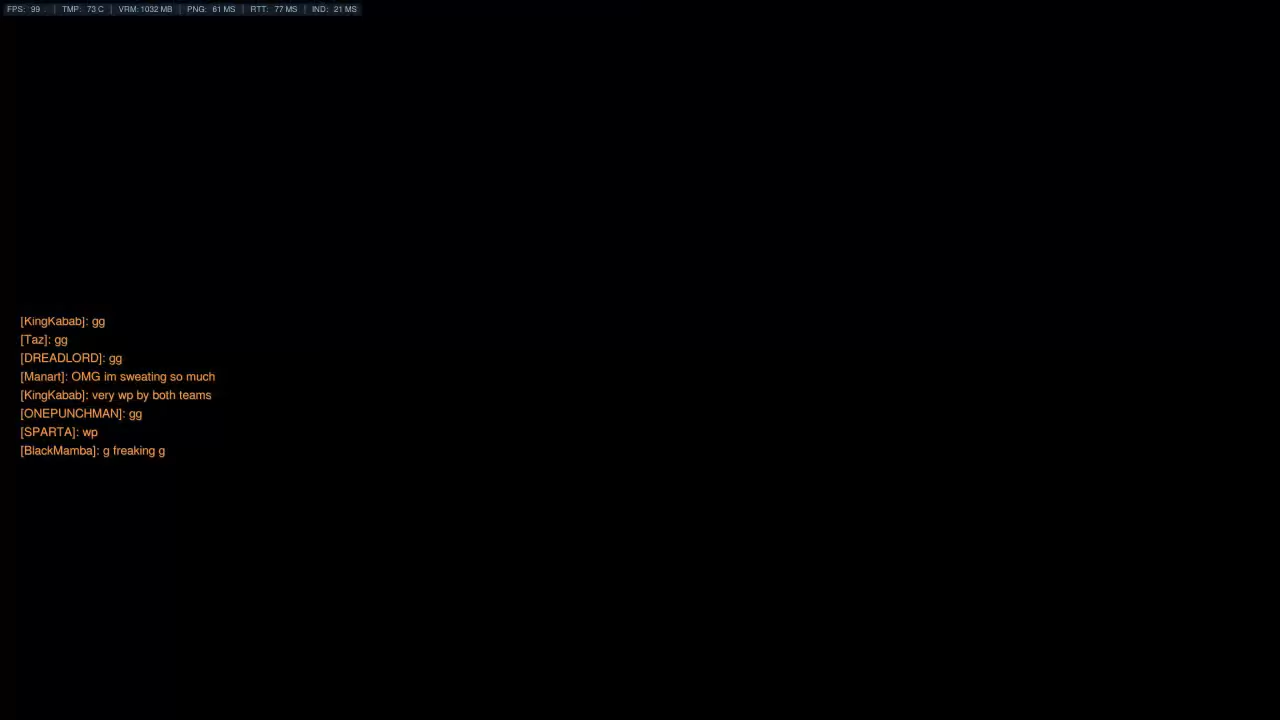 FPS: 99 | TMP: 73 C | VRM: 1032 MB | PNG: 61 MS | RTT: 77 MS | IND: 21 MS
[KingKabab]: gg
[Taz]: gg
[DREADLORD]: gg
[Manart]: OMG im sweating so much
[KingKabab]: very wp by both teams
[ONEPUNCHMAN]: gg
[SPARTA]: wp
[BlackMamba]: g freaking g